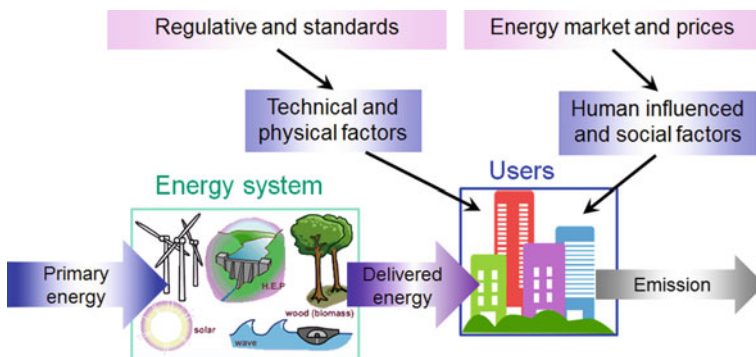 Regulative and standards
Energy market and prices
Technical and
physical factors
Human influenced
and social factors
Energy system
Users
Primary
energy
H.E.P
wood (biomass)
solar
wave
Delivered
energy
Emission